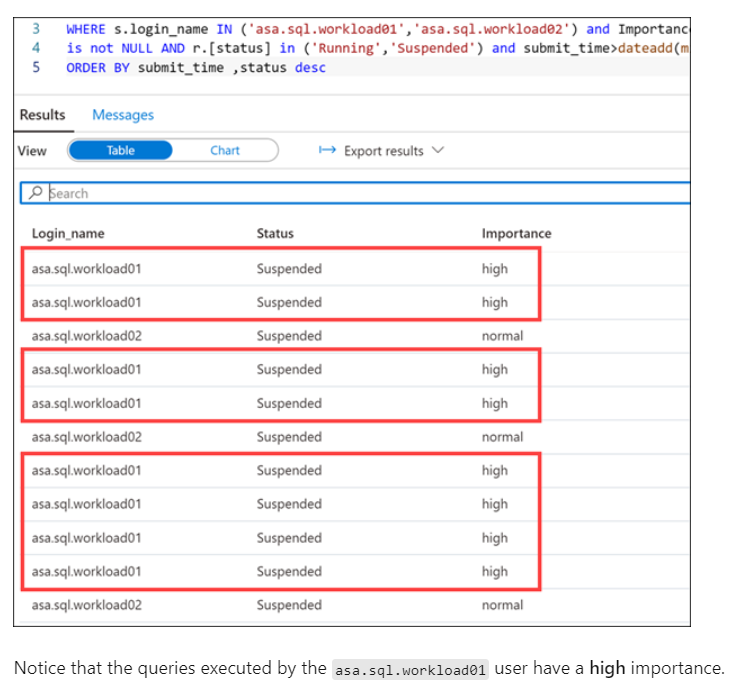 3 WHERE s.login_name IN ('asa.sql.workload01','asa.sql.workload02') and Importanc
4 is not NULL AND r.[status] in ('Running','Suspended') and submit_time>dateadd(m
5 ORDER BY submit_time ,status desc
Results Messages
View Table Chart Export results
Search
Login_name Status Importance
asa.sql.workload01 Suspended high
asa.sql.workload01 Suspended high
asa.sql.workload02 Suspended normal
asa.sql.workload01 Suspended high
asa.sql.workload01 Suspended high
asa.sql.workload02 Suspended normal
asa.sql.workload01 Suspended high
asa.sql.workload01 Suspended high
asa.sql.workload01 Suspended high
asa.sql.workload01 Suspended high
asa.sql.workload02 Suspended normal
Notice that the queries executed by the asa.sql.workload01 user have a high importance.